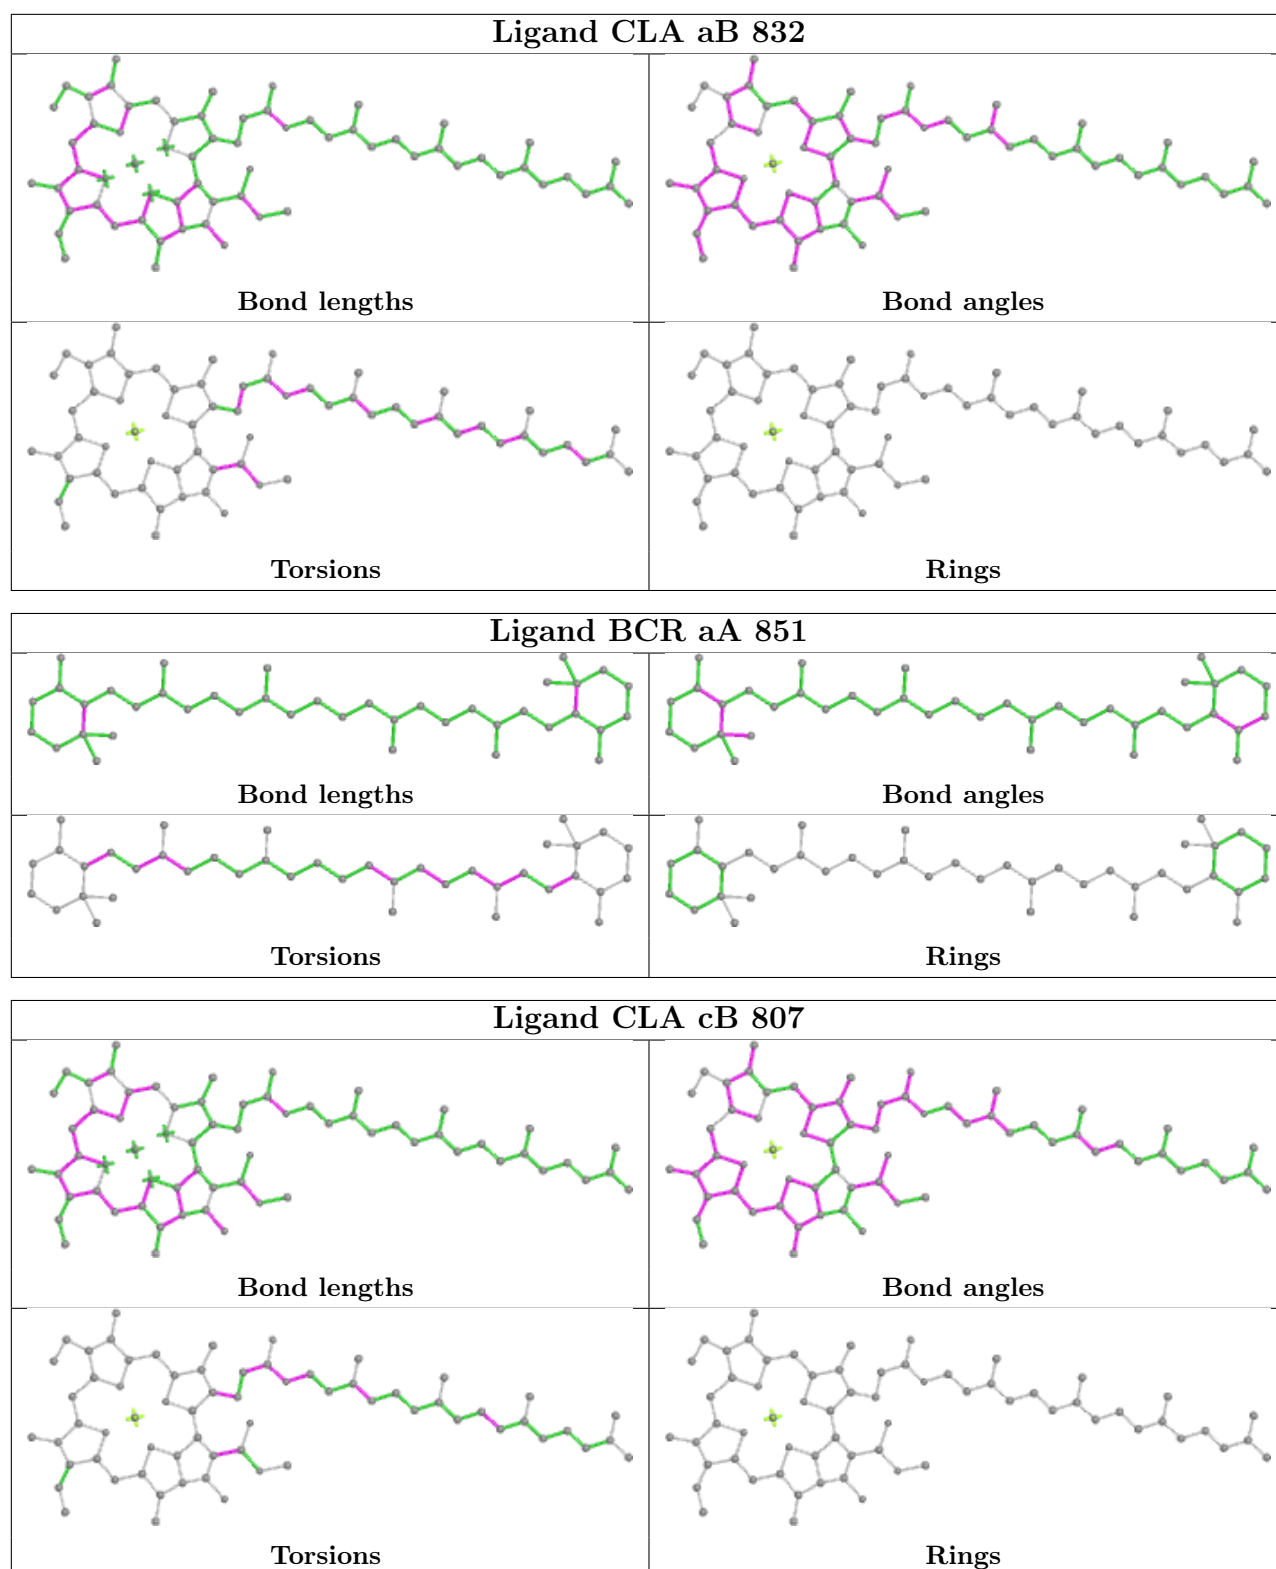 Ligand CLA aB 832
Bond lengths
Bond angles
Torsions
Rings
Ligand BCR aA 851
Bond lengths
Bond angles
Torsions
Rings
Ligand CLA cB 807
Bond lengths
Bond angles
Torsions
Rings